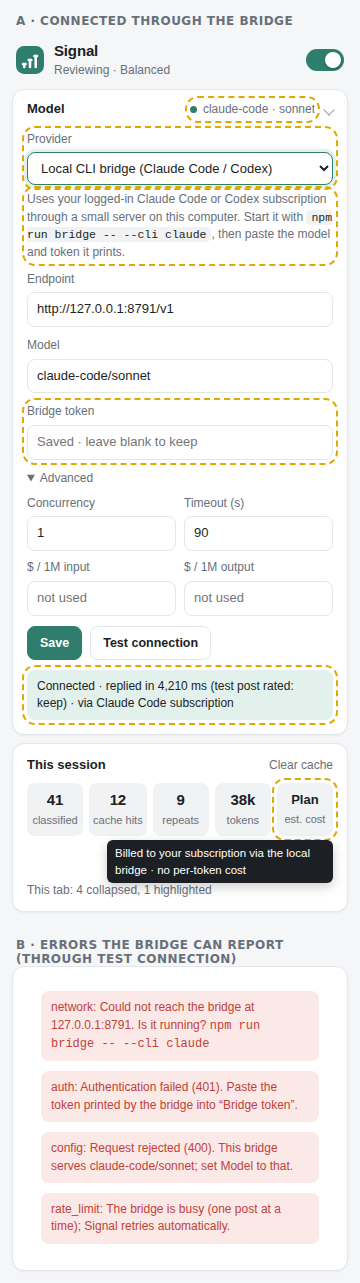 A · CONNECTED THROUGH THE BRIDGE
Signal
Reviewing · Balanced
Model
claude-code · sonnet
Provider
Local CLI bridge (Claude Code / Codex)
Uses your logged-in Claude Code or Codex subscription
through a small server on this computer. Start it with npm
run bridge -- --cli claude, then paste the model
and token it prints.
Endpoint
http://127.0.0.1:8791/v1
Model
claude-code/sonnet
Bridge token
Saved · leave blank to keep
▼ Advanced
Concurrency
Timeout (s)
1
90
$ / 1M input
$ / 1M output
not used
not used
Save
Test connection
Connected · replied in 4,210 ms (test post rated:
keep) · via Claude Code subscription
This session
Clear cache
41
12
9
38k
Plan
classified
cache hits
repeats
tokens
est. cost
Billed to your subscription via the local
bridge · no per-token cost
This tab: 4 collapsed, 1 highlighted
B · ERRORS THE BRIDGE CAN REPORT
(THROUGH TEST CONNECTION)
network: Could not reach the bridge at
127.0.0.1:8791. Is it running? npm run
bridge -- --cli claude
auth: Authentication failed (401). Paste the
token printed by the bridge into “Bridge token”.
config: Request rejected (400). This bridge
serves claude-code/sonnet; set Model to that.
rate_limit: The bridge is busy (one post at a
time); Signal retries automatically.